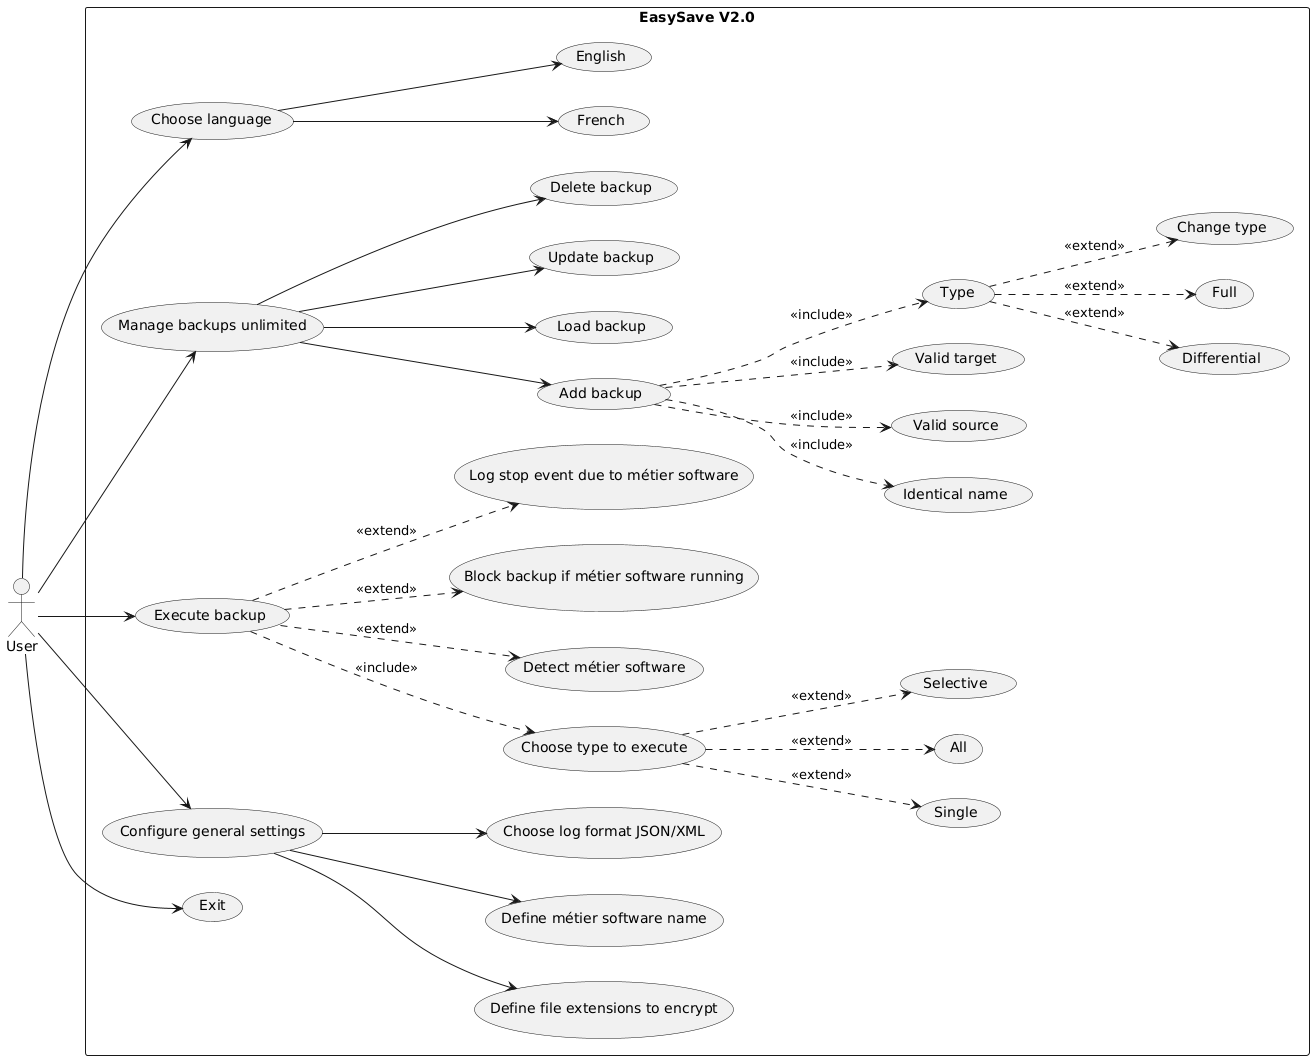 EasySave V2.0
English
Choose language
French
Delete backup
Change type
«extend»
Update backup
«extend»
Type
Full
«include»
«extend»
Manage backups unlimited
Load backup
«include»
Valid target
Differential
Add backup
«include»
Valid source
«include»
Log stop event due to métier software
Identical name
«extend»
Block backup if métier software running
«extend»
Execute backup
«extend»
User
«include»
Detect métier software
«extend»
Selective
Choose type to execute
«extend»
All
«extend»
Single
Configure general settings
Choose log format JSON/XML
Exit
Define métier software name
Define file extensions to encrypt